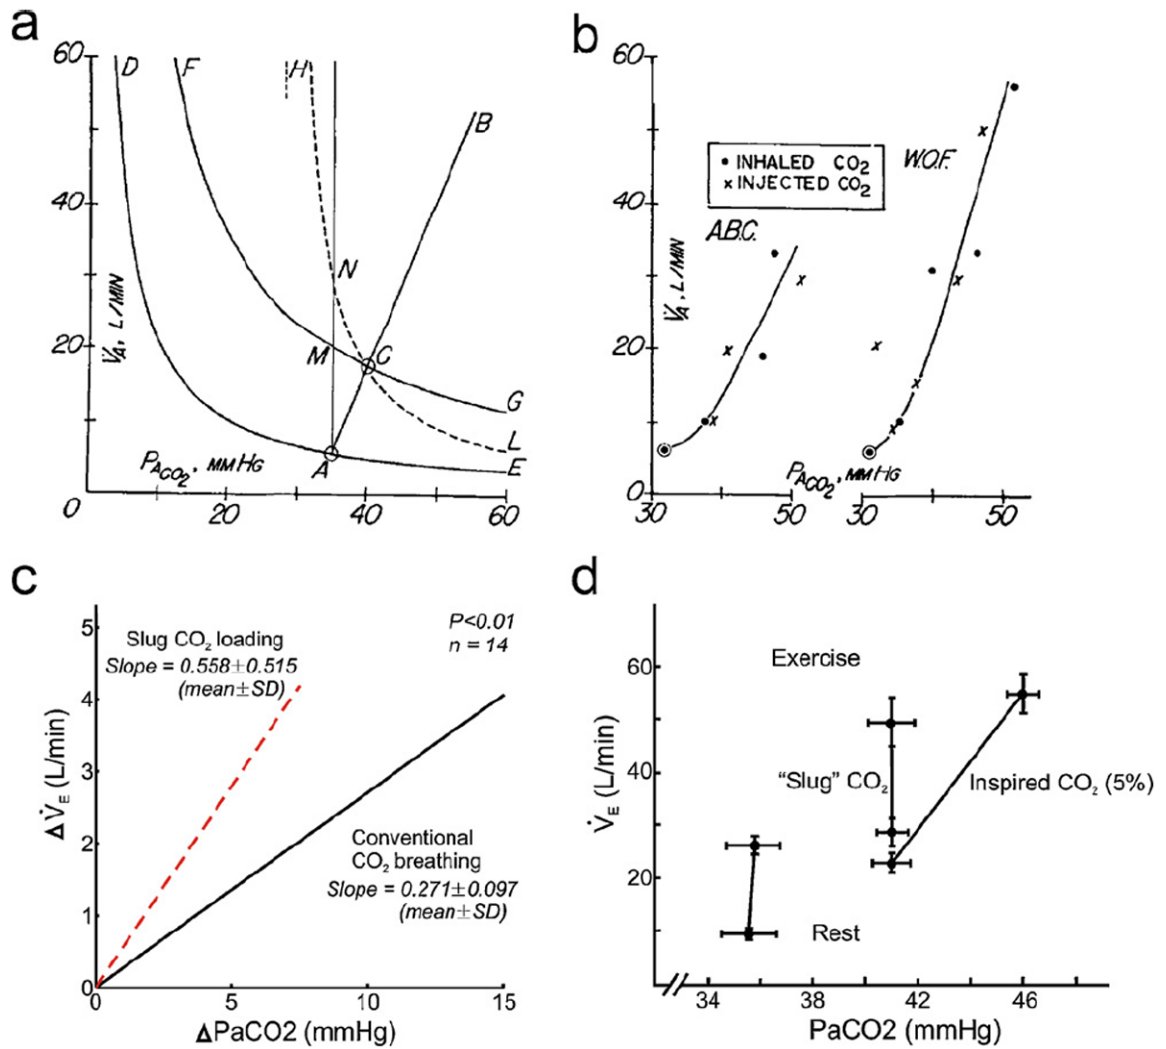 a
60
D
F
H
B
40
V̇A, L/MIN
N
20
M
C
G
L
PACO2, MM HG
A
E
0
20
40
60
b
60
• INHALED CO2
× INJECTED CO2
W.O.F.
A.B.C.
40
V̇A, L/MIN
20
PACO2, MM HG
0
30
50
30
50
c
5
4
3
2
1
0
Slug CO2 loading
Slope = 0.558±0.515
(mean±SD)
P<0.01
n = 14
ΔV̇E (L/min)
Conventional
CO2 breathing
Slope = 0.271±0.097
(mean±SD)
0
5
10
15
ΔPaCO2 (mmHg)
d
60
40
20
Exercise
"Slug" CO2
Inspired CO2 (5%)
V̇E (L/min)
Rest
34
38
42
46
PaCO2 (mmHg)